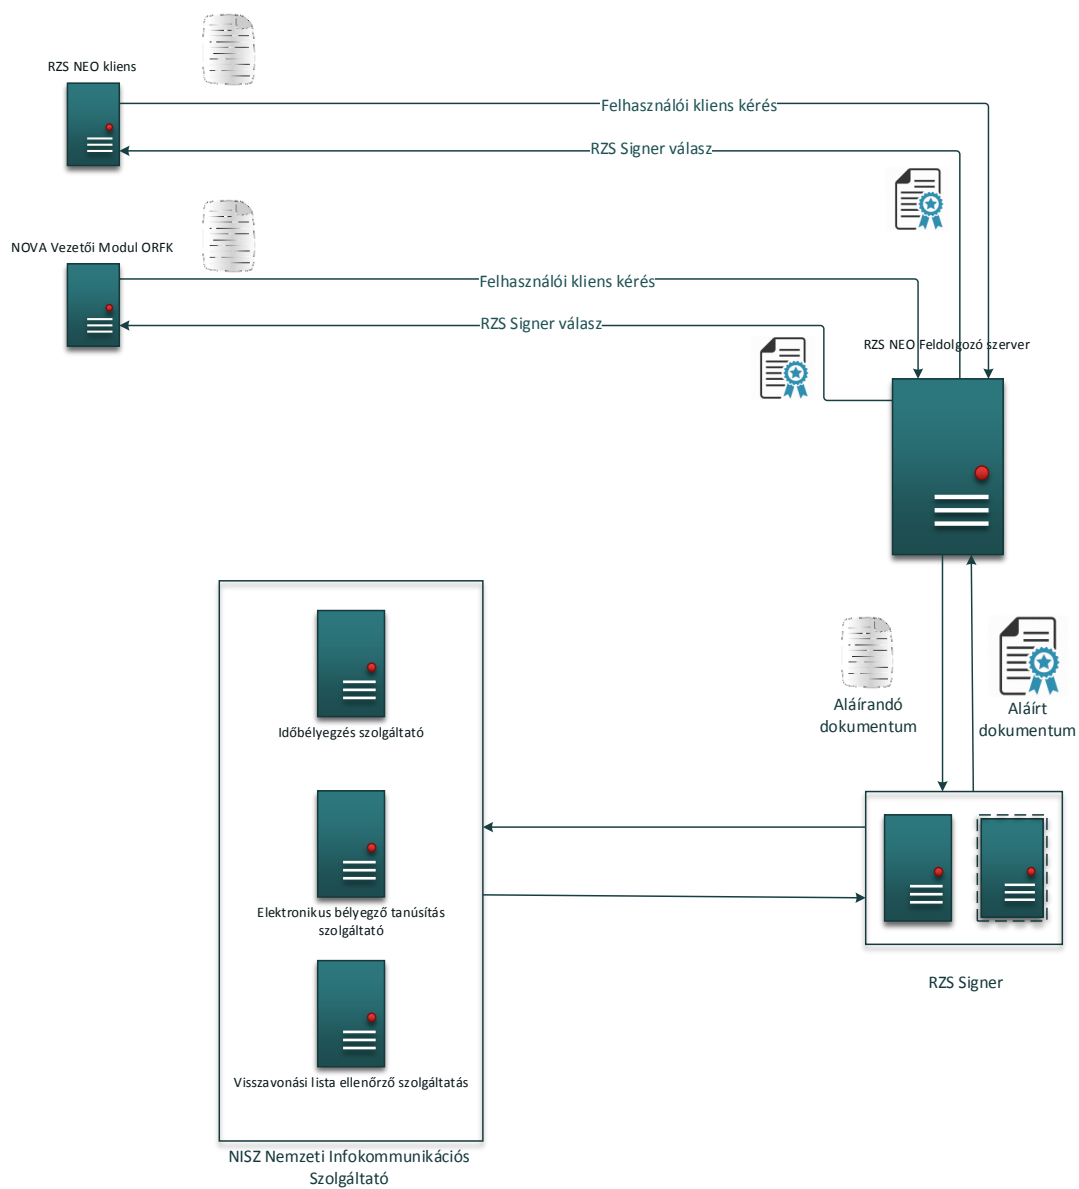 RZS NEO kliens
Felhasználói kliens kérés
RZS Signer válasz
NOVA Vezetői Modul ORFK
Felhasználói kliens kérés
RZS Signer válasz
RZS NEO Feldolgozó szerver
Aláírandó
dokumentum
Aláírt
dokumentum
Időbélyegzés szolgáltató
Elektronikus bélyegző tanúsítás
szolgáltató
RZS Signer
Visszavonási lista ellenőrző szolgáltatás
NISZ Nemzeti Infokommunikációs
Szolgáltató